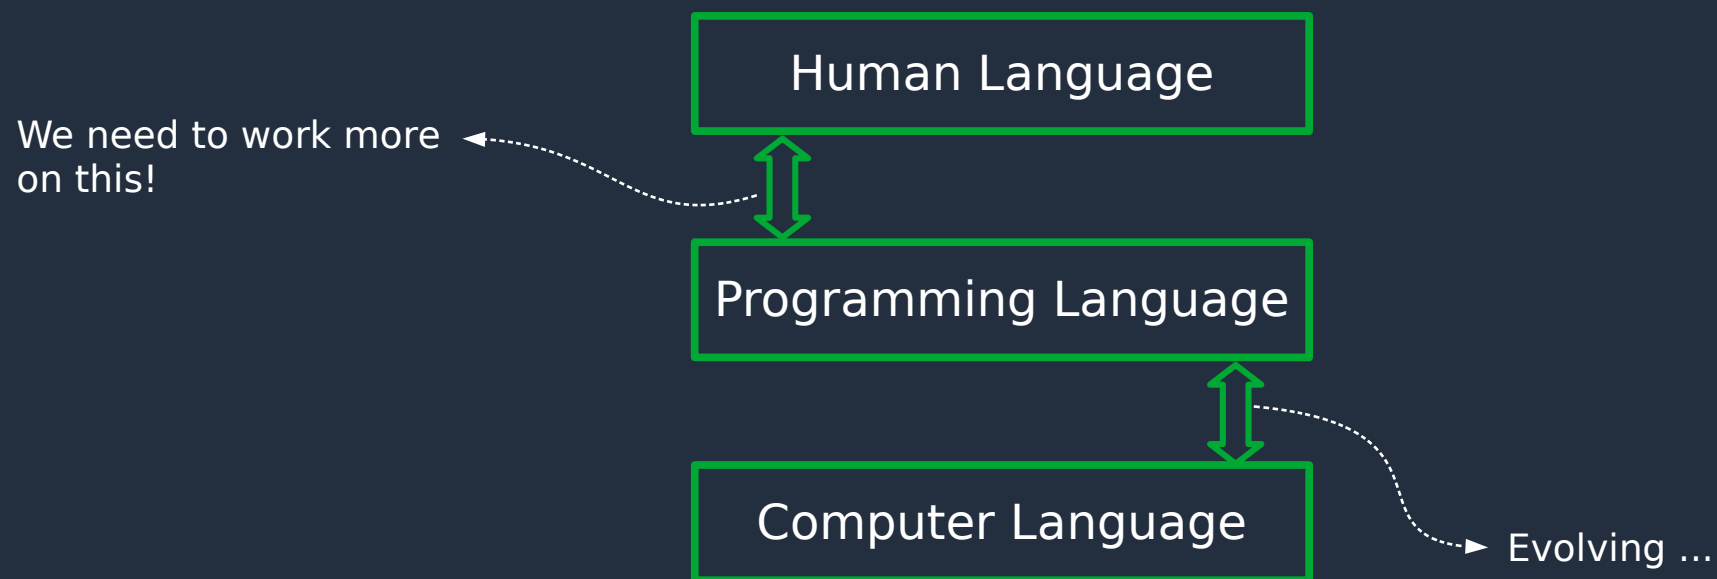 Human Language
We need to work more
on this!
Programming Language
Computer Language
Evolving ...